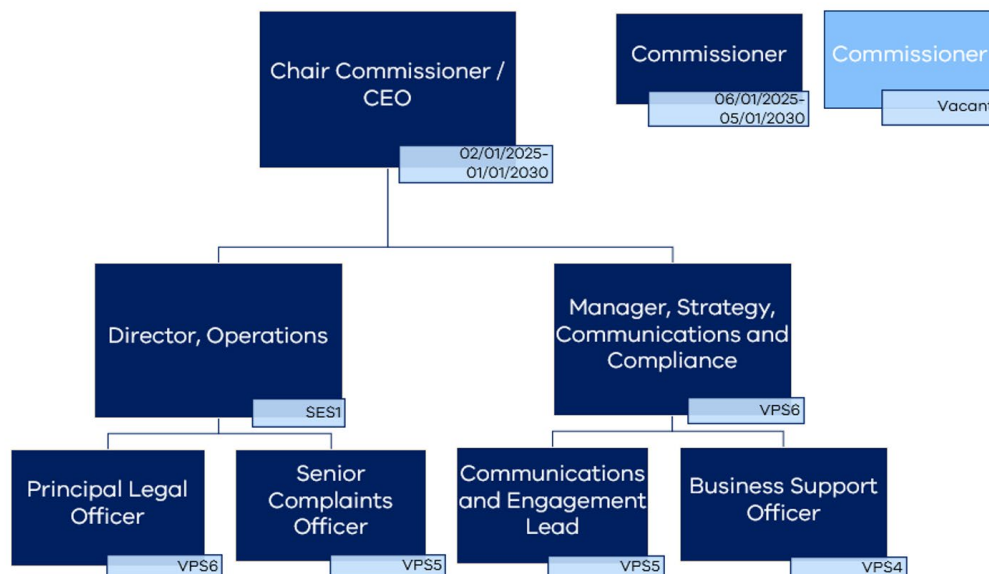 Chair Commissioner /
CEO
02/01/2025-
01/01/2030
Commissioner
06/01/2025-
05/01/2030
Commissioner
Vacant
Director, Operations
SES1
Manager, Strategy,
Communications and
Compliance
VPS6
Principal Legal
Officer
VPS6
Senior
Complaints
Officer
VPS5
Communications
and Engagement
Lead
VPS5
Business Support
Officer
VPS4